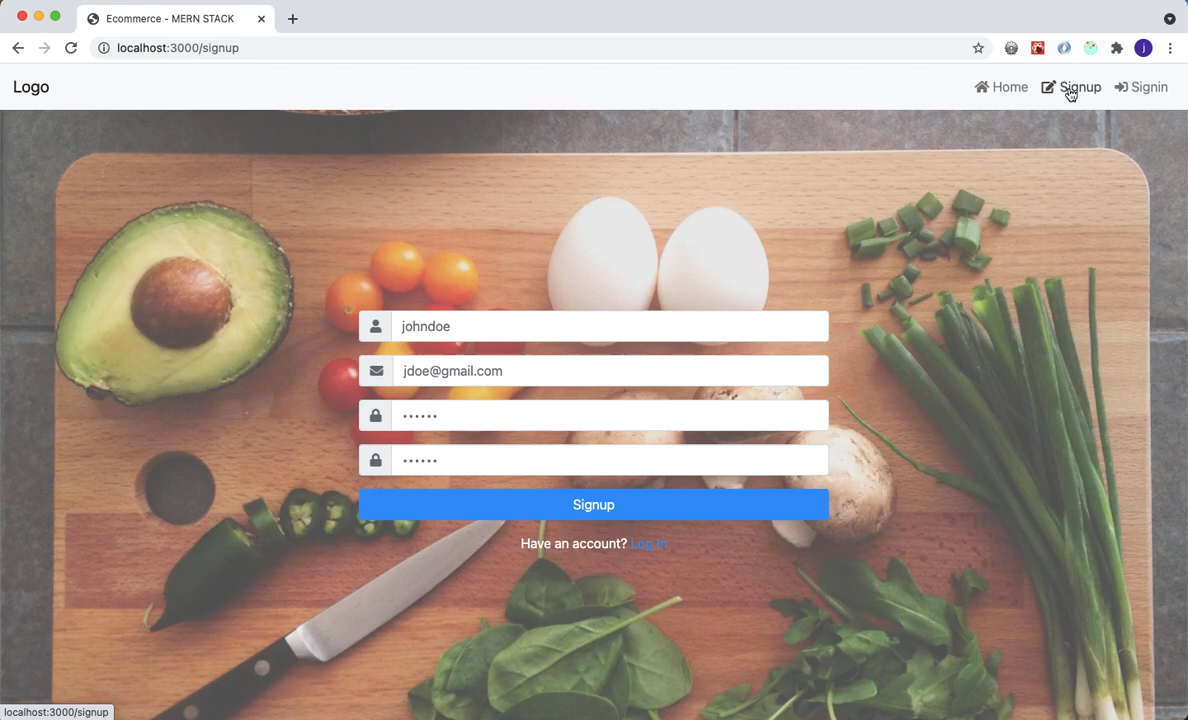 Ecommerce - MERN STACK
localhost:3000/signup
j
Logo
Home Signup Signin
johndoe
jdoe@gmail.com
••••••
••••••
Signup
Have an account? Log In
localhost:3000/signup